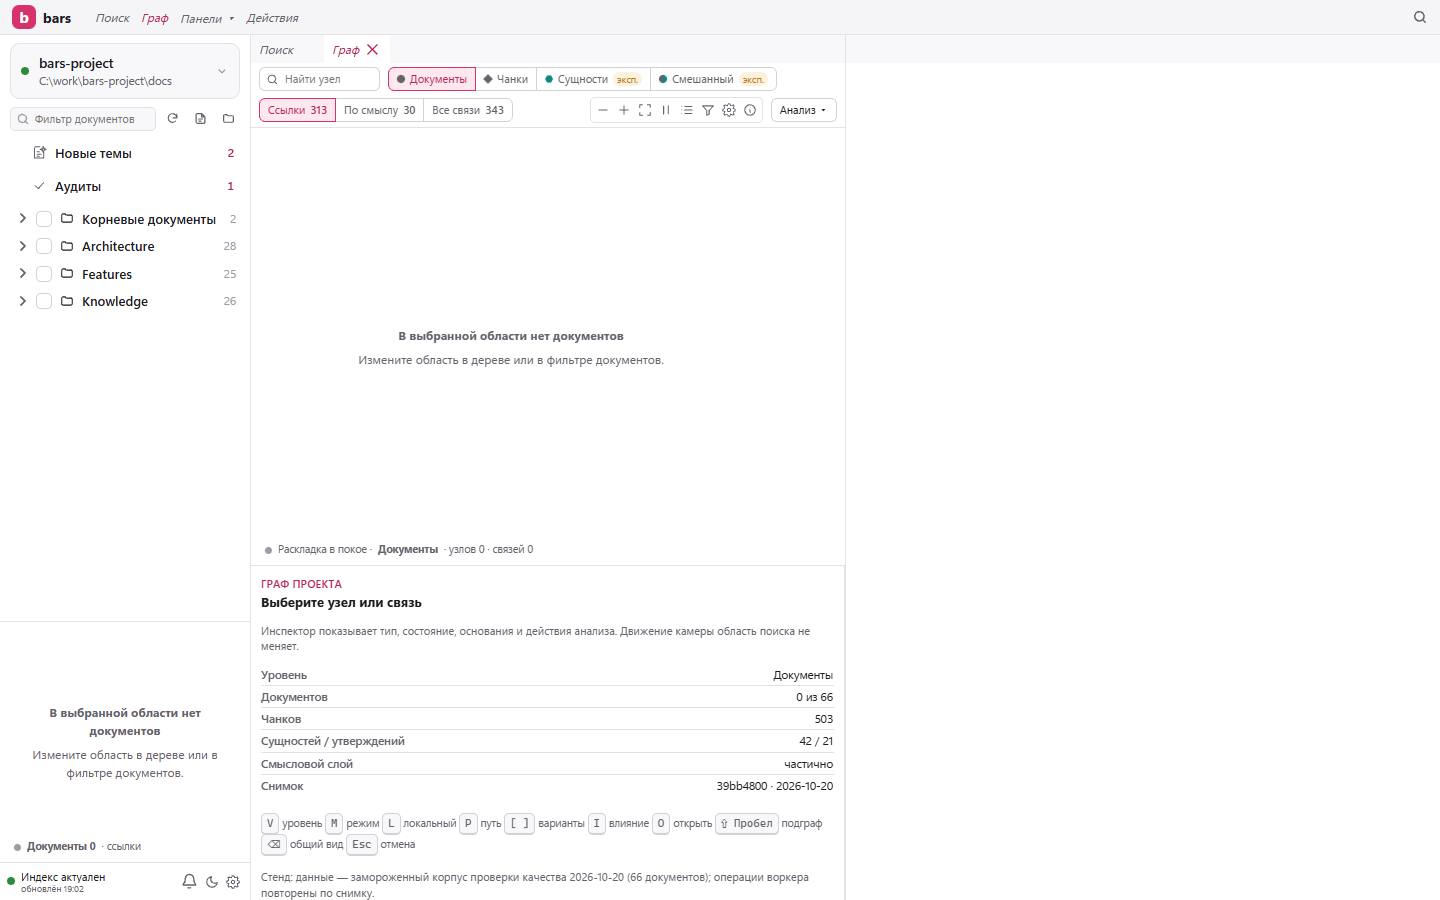 b bars Поиск Граф Панели Действия
bars-project
C:\work\bars-project\docs
Фильтр документов
Новые темы 2
Аудиты 1
Корневые документы 2
Architecture 28
Features 25
Knowledge 26
В выбранной области нет
документов
Измените область в дереве или в
фильтре документов.
Документы 0 · ссылки
Индекс актуален
обновлён 19:02
Поиск Граф
Найти узел Документы Чанки Сущности эксп. Смешанный эксп.
Ссылки 313 По смыслу 30 Все связи 343 Анализ
В выбранной области нет документов
Измените область в дереве или в фильтре документов.
Раскладка в покое · Документы · узлов 0 · связей 0
ГРАФ ПРОЕКТА
Выберите узел или связь
Инспектор показывает тип, состояние, основания и действия анализа. Движение камеры область поиска не
меняет.
Уровень Документы
Документов 0 из 66
Чанков 503
Сущностей / утверждений 42 / 21
Смысловой слой частично
Снимок 39bb4800 · 2026-10-20
V уровень M режим L локальный P путь [ ] варианты I влияние O открыть ⇧ Пробел подграф
⌫ общий вид Esc отмена
Стенд: данные — замороженный корпус проверки качества 2026-10-20 (66 документов); операции воркера
повторены по снимку.